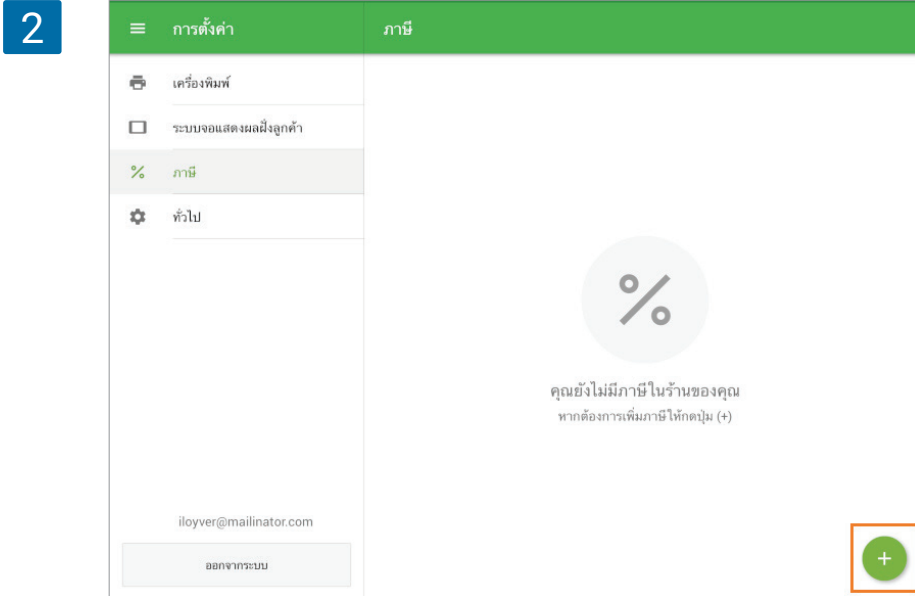 2
การตั้งค่า
ภาษี
เครื่องพิมพ์
ระบบจอแสดงผลฝั่งลูกค้า
ภาษี
ทั่วไป
คุณยังไม่มีภาษีในร้านของคุณ
หากต้องการเพิ่มภาษีให้กดปุ่ม (+)
iloyver@mailinator.com
ออกจากระบบ